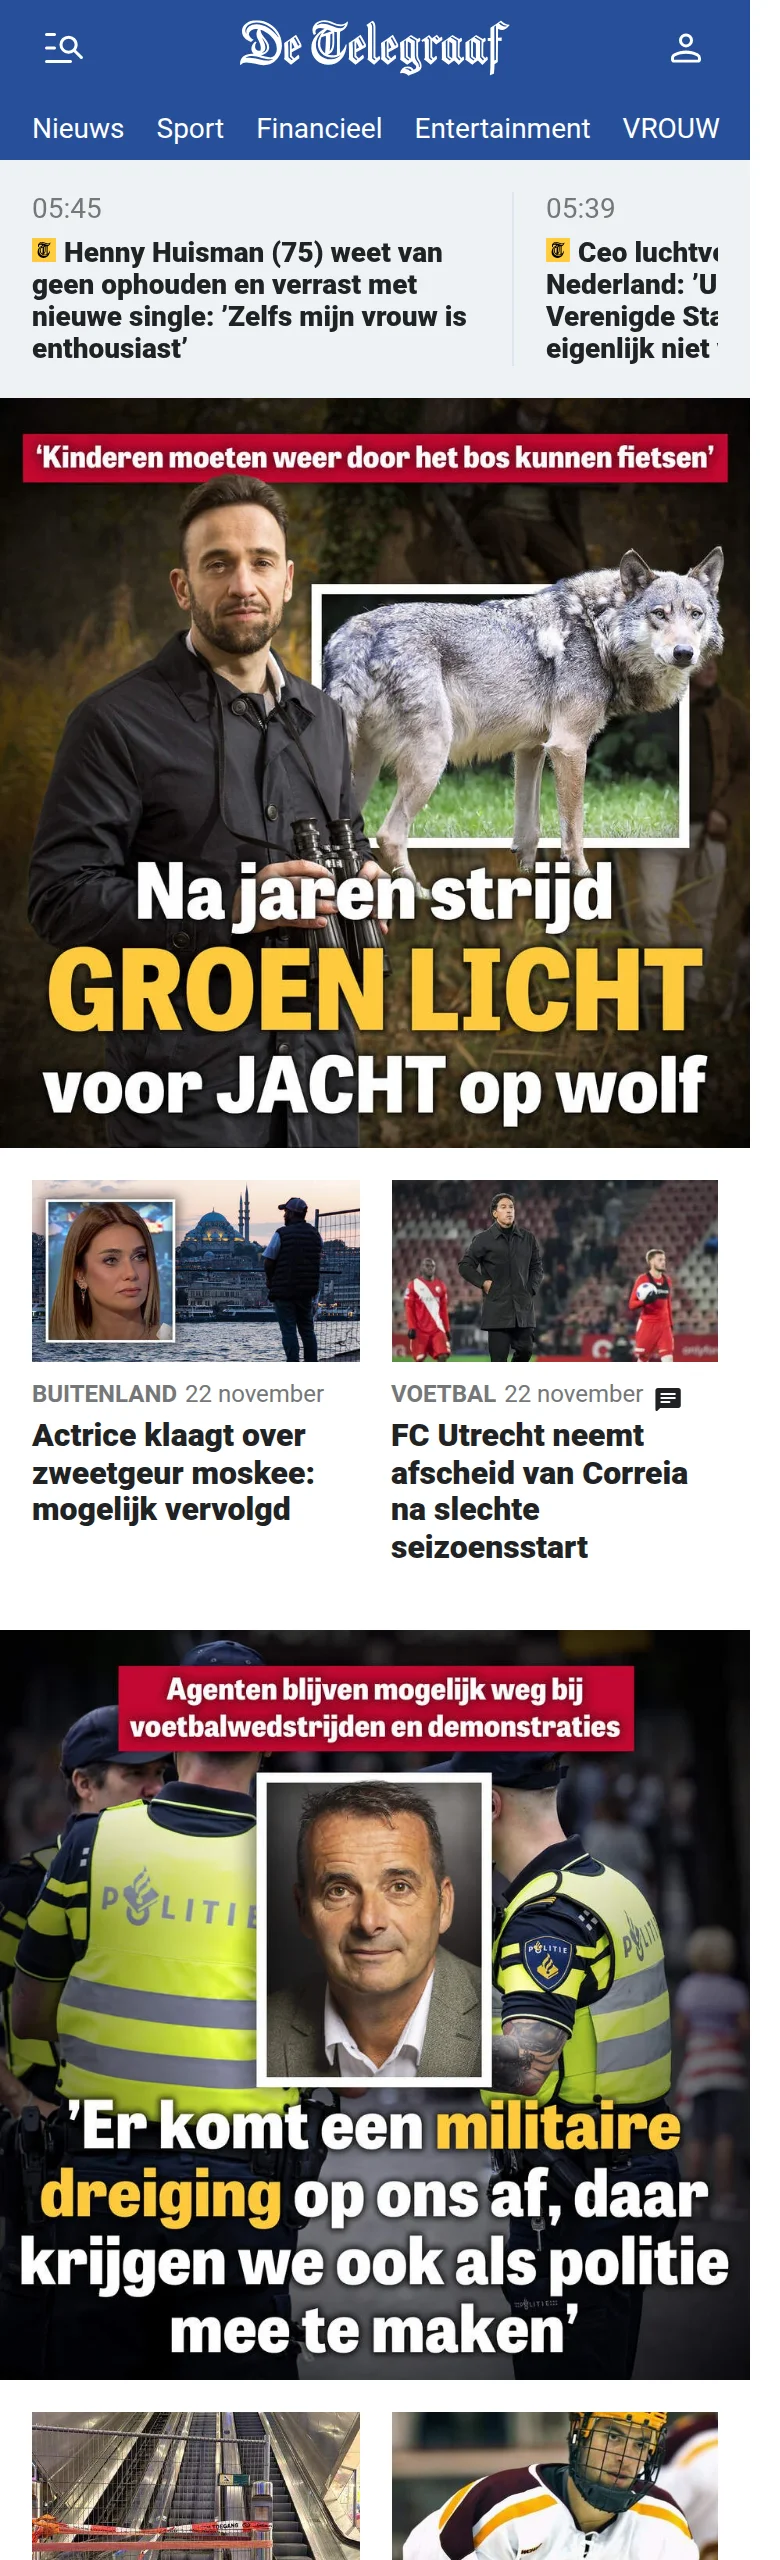 De Telegraaf
Nieuws Sport Financieel Entertainment VROUW
05:45
Henny Huisman (75) weet van
geen ophouden en verrast met
nieuwe single: ’Zelfs mijn vrouw is
enthousiast’
05:39
Ceo luchtv
Nederland: ’U
Verenigde Sta
eigenlijk niet
‘Kinderen moeten weer door het bos kunnen fietsen’
Na jaren strijd
GROEN LICHT
voor JACHT op wolf
BUITENLAND 22 november
Actrice klaagt over
zweetgeur moskee:
mogelijk vervolgd
VOETBAL 22 november
FC Utrecht neemt
afscheid van Correia
na slechte
seizoensstart
Agenten blijven mogelijk weg bij
voetbalwedstrijden en demonstraties
POLITIE
POLITIE
POLITIE
’Er komt een militaire
dreiging op ons af, daar
krijgen we ook als politie
mee te maken’
TOEGANG